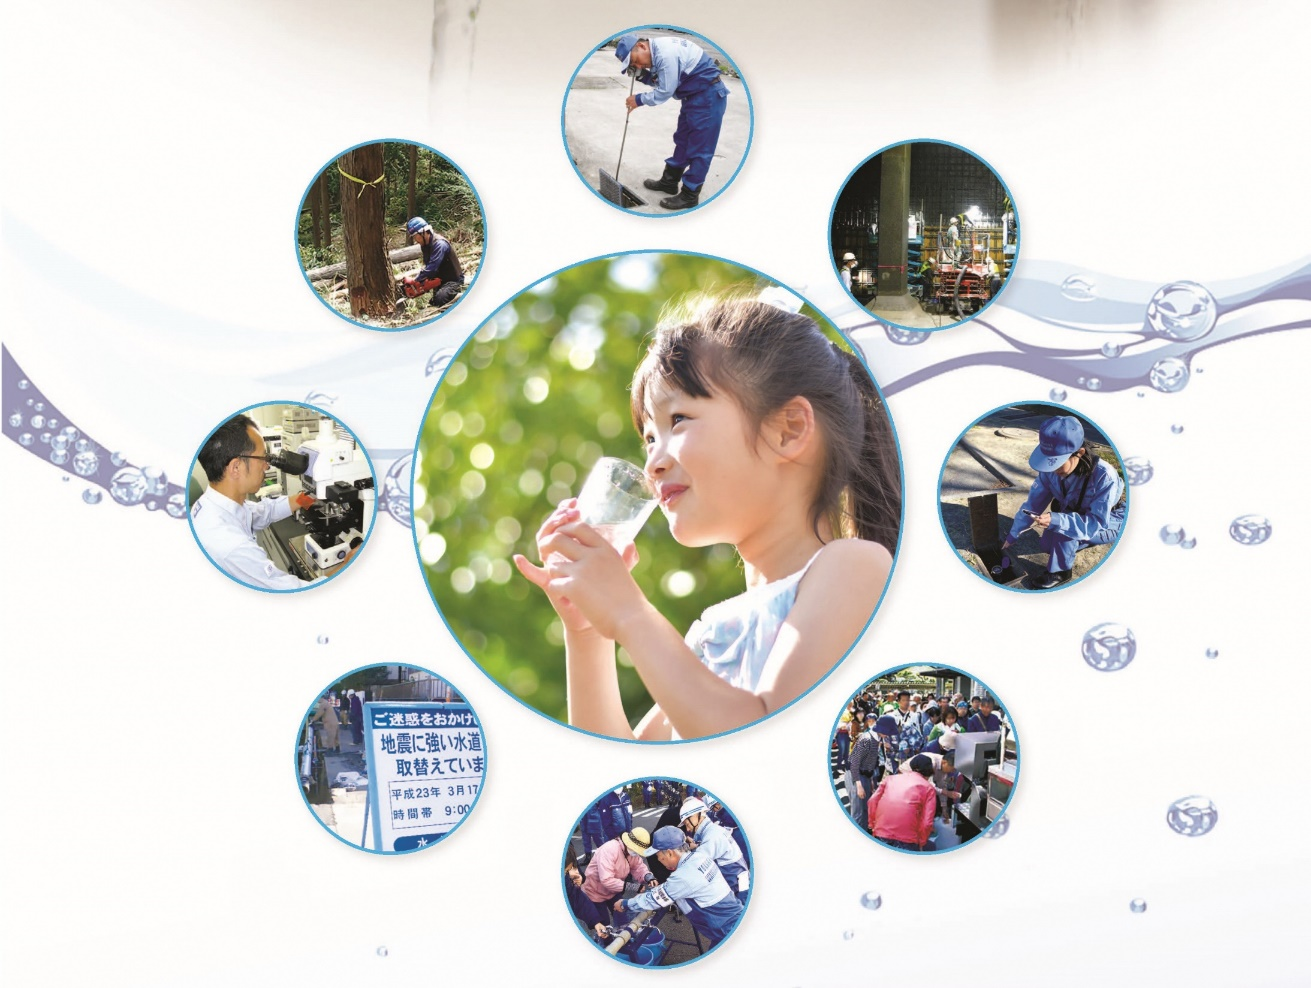 ご迷惑をおかけ
地震に強い水道
取替えていま
平成23年 3月17
時間帯 9:00
水